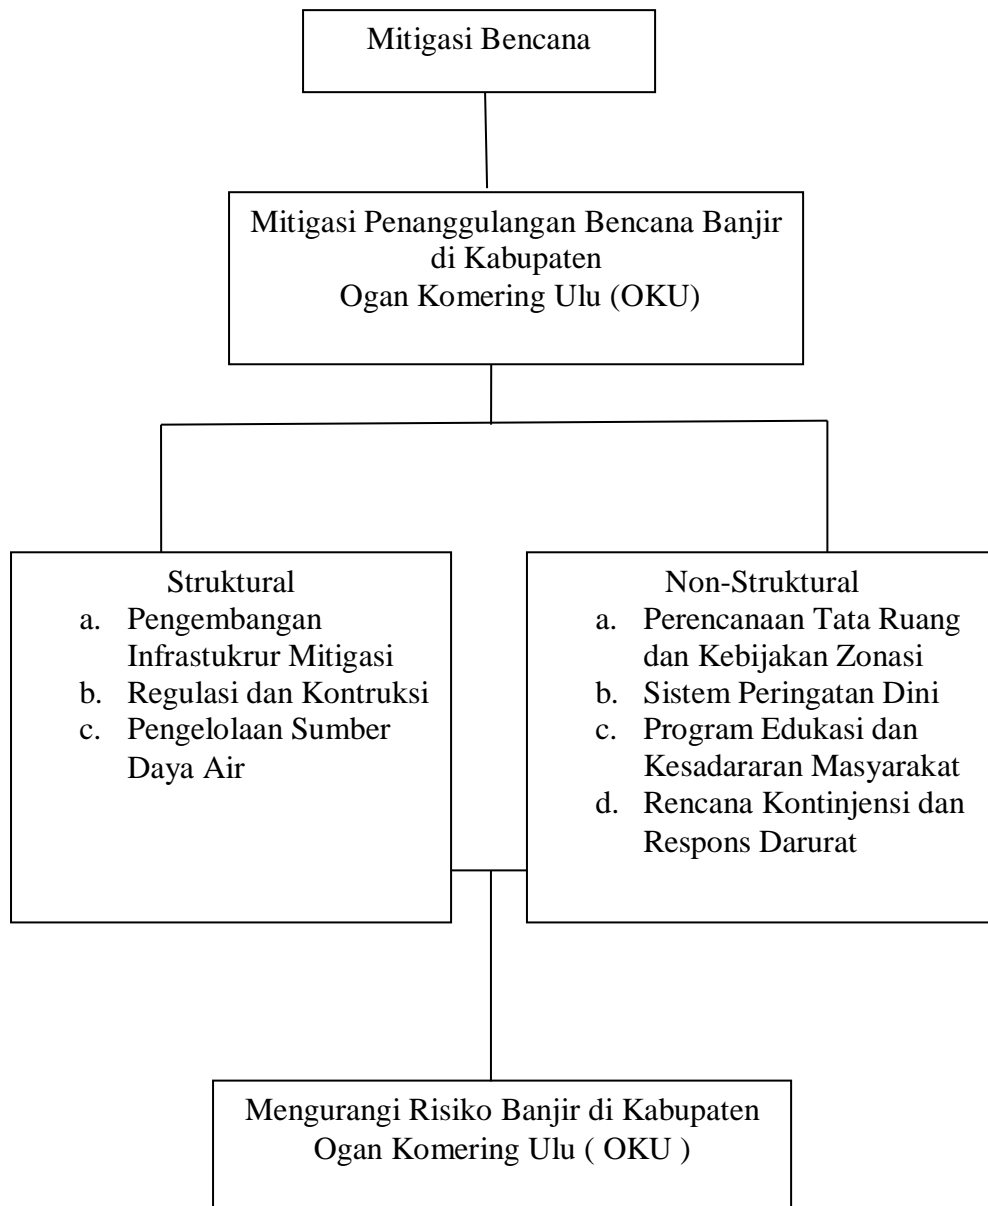 Mitigasi Bencana
Mitigasi Penanggulangan Bencana Banjir
di Kabupaten
Ogan Komering Ulu (OKU)
Struktural
a. Pengembangan
Infrastukrur Mitigasi
b. Regulasi dan Kontruksi
c. Pengelolaan Sumber
Daya Air
Non-Struktural
a. Perencanaan Tata Ruang
dan Kebijakan Zonasi
b. Sistem Peringatan Dini
c. Program Edukasi dan
Kesadararan Masyarakat
d. Rencana Kontinjensi dan
Respons Darurat
Mengurangi Risiko Banjir di Kabupaten
Ogan Komering Ulu ( OKU )